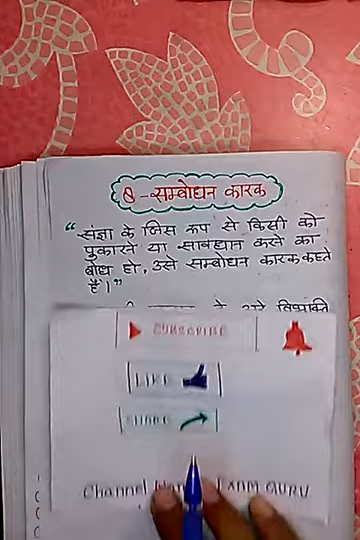 8 - सम्बोधन कारक
“संज्ञा के जिस रूप से किसी को
पुकारने या सावधान करने का
बोध हो, उसे सम्बोधन कारक कहते
हैं।”
SUBSCRIBE
LIKE
SHARE
Channel
GURU